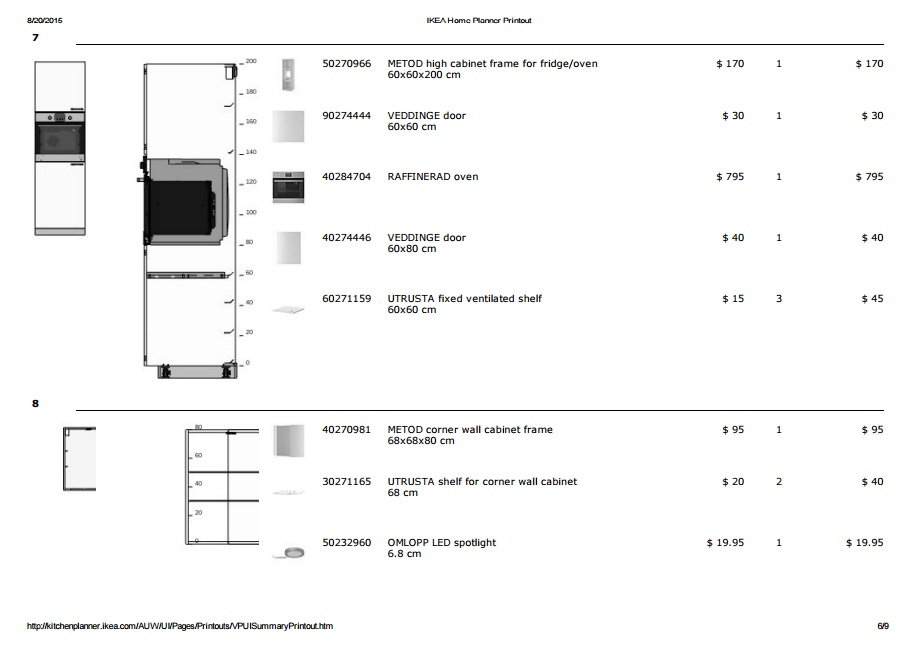 8/20/2015 IKEA Home Planner Printout
7
200
180
160
140
120
100
80
60
40
20
0
50270966 METOD high cabinet frame for fridge/oven $ 170 1 $ 170
60x60x200 cm
90274444 VEDDINGE door $ 30 1 $ 30
60x60 cm
40284704 RAFFINERAD oven $ 795 1 $ 795
40274446 VEDDINGE door $ 40 1 $ 40
60x80 cm
60271159 UTRUSTA fixed ventilated shelf $ 15 3 $ 45
60x60 cm
8
80
60
40
20
0
40270981 METOD corner wall cabinet frame $ 95 1 $ 95
68x68x80 cm
30271165 UTRUSTA shelf for corner wall cabinet $ 20 2 $ 40
68 cm
50232960 OMLOPP LED spotlight $ 19.95 1 $ 19.95
6.8 cm
http://kitchenplanner.ikea.com/AUW/UI/Pages/Printouts/VPUISummaryPrintout.htm 6/9